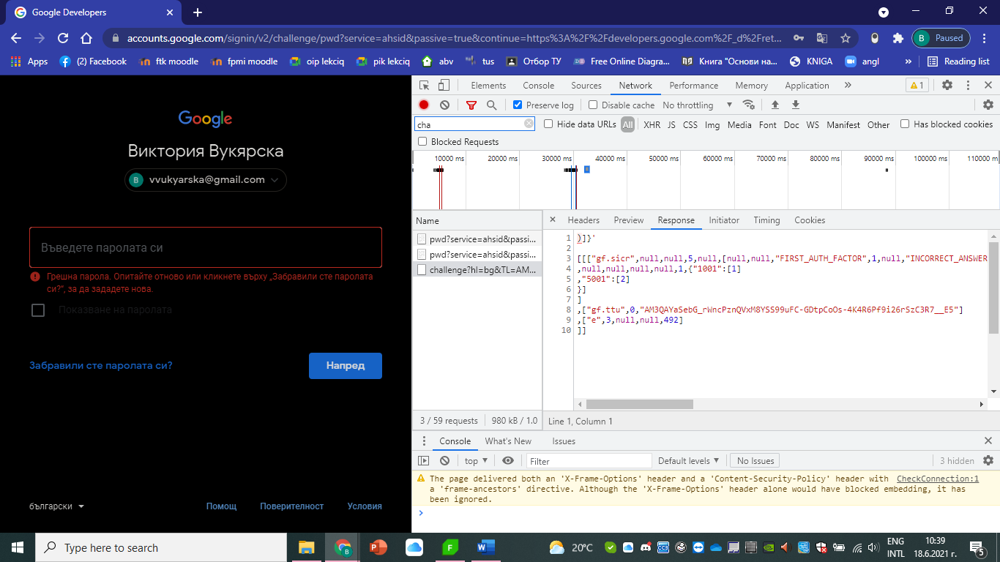 Google Developers
accounts.google.com/signin/v2/challenge/pwd?service=ahsid&passive=true&continue=https%3A%2F%2Fdevelopers.google.com%2F_d%2Fret...
B Paused
Apps (2) Facebook ftk moodle fpmi moodle oip lekciq pik lekciq abv tus Отбор ТУ Free Online Diagra... Книга "Основи на... KNIGA angl » Reading list
Google
Виктория Вукярска
B vvukyarska@gmail.com
Въведете паролата си
Грешна парола. Опитайте отново или кликнете върху „Забравили сте паролата
си?“, за да зададете нова.
Показване на паролата
Забравили сте паролата си?
Напред
български
Помощ Поверителност Условия
Elements Console Sources Network Performance Memory Application » 1
Preserve log Disable cache No throttling
cha
Hide data URLs All XHR JS CSS Img Media Font Doc WS Manifest Other Has blocked cookies
Blocked Requests
10000 ms 20000 ms 30000 ms 40000 ms 50000 ms 60000 ms 70000 ms 80000 ms 90000 ms 100000 ms 110000 m
Name
pwd?service=ahsid&passi...
pwd?service=ahsid&passi...
challenge?hl=bg&TL=AM...
3 / 59 requests 980 kB / 1.0
Headers Preview Response Initiator Timing Cookies
1 )]}'
2
3 [[["gf.sicr",null,null,5,null,[null,null,"FIRST_AUTH_FACTOR",1,null,"INCORRECT_ANSWER
4 ,null,null,null,null,1,{"1001":[1]
5 ,"5001":[2]
6 }]
7 ]
8 ,["gf.ttu",0,"AM3QAYaSebG_rWncPznQVxM8YSS99uFC-GDtpCoOs-4K4R6Pf9i26rSzC3R7__E5"]
9 ,["e",3,null,null,492]
10 ]]
Line 1, Column 1
Console What's New Issues
top Filter Default levels No Issues 3 hidden
The page delivered both an 'X-Frame-Options' header and a 'Content-Security-Policy' header with CheckConnection:1
a 'frame-ancestors' directive. Although the 'X-Frame-Options' header alone would have blocked embedding, it has
been ignored.
Type here to search
20°C
ENG
INTL
10:39
18.6.2021 г.
5